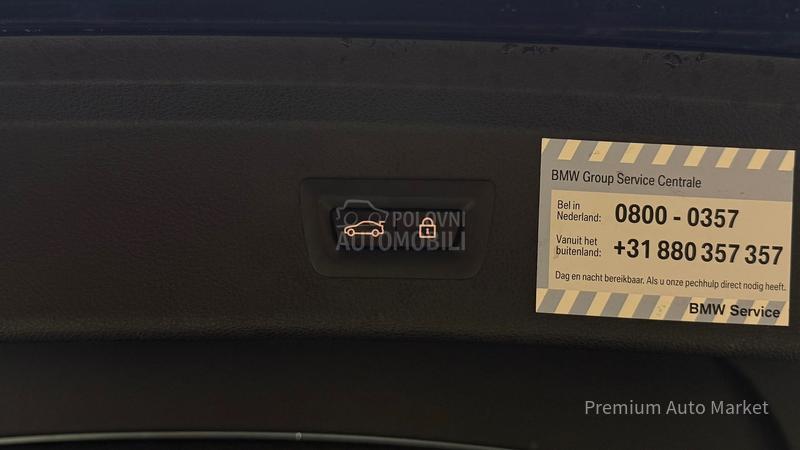 POLOVNI
AUTOMOBILI
BMW Group Service Centrale
Bel in
Nederland: 0800 - 0357
Vanuit het
buitenland: +31 880 357 357
Dag en nacht bereikbaar. Als u onze pechhulp direct nodig heeft.
BMW Service
Premium Auto Market